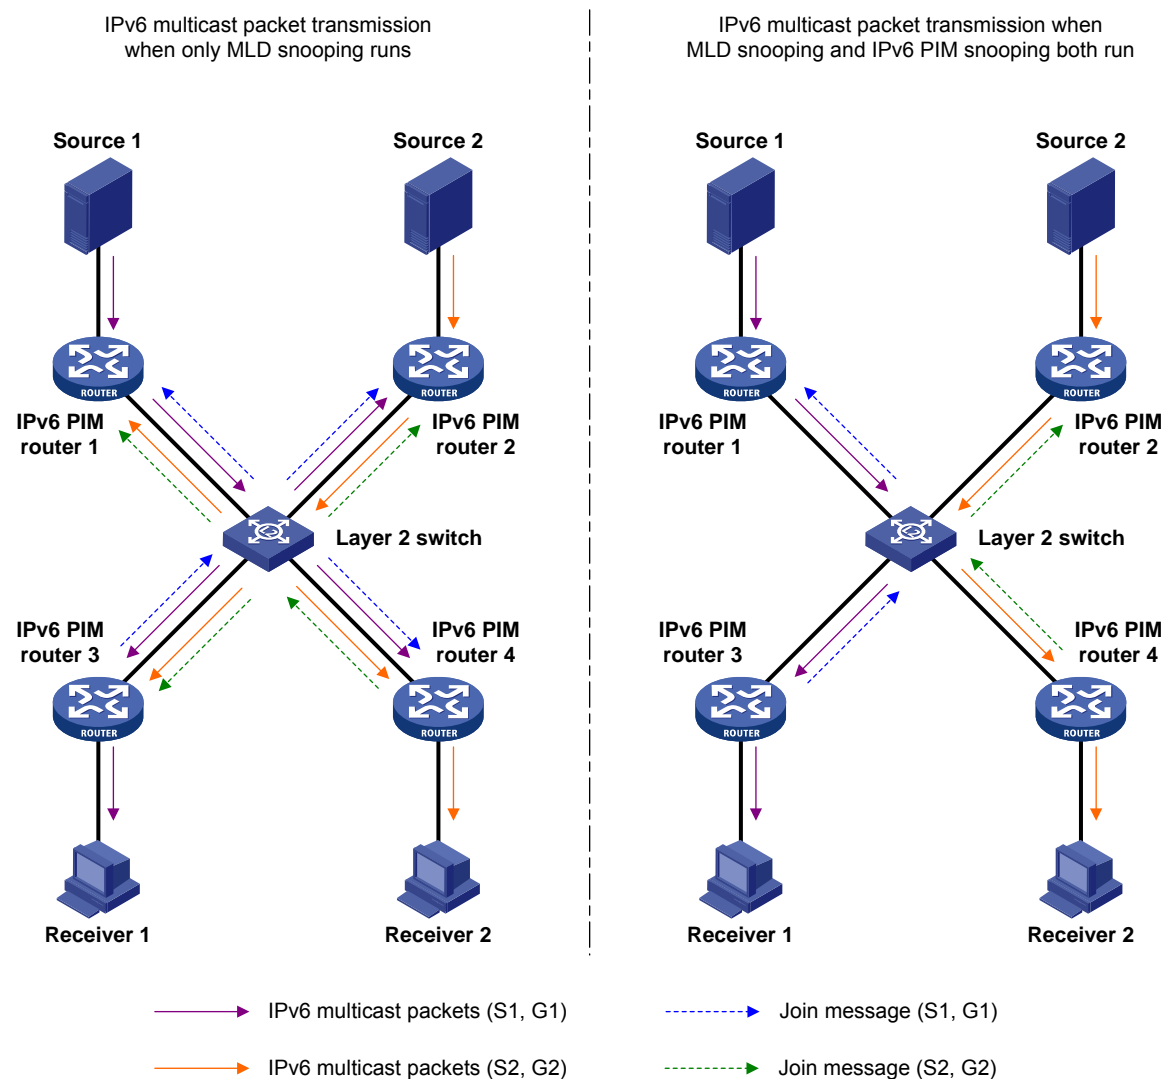 IPv6 multicast packet transmission
when only MLD snooping runs
IPv6 multicast packet transmission when
MLD snooping and IPv6 PIM snooping both run
Source 1
Source 2
ROUTER
ROUTER
IPv6 PIM
router 1
IPv6 PIM
router 2
L2
Layer 2 switch
IPv6 PIM
router 3
IPv6 PIM
router 4
ROUTER
ROUTER
Receiver 1
Receiver 2
Source 1
Source 2
ROUTER
ROUTER
IPv6 PIM
router 1
IPv6 PIM
router 2
L2
Layer 2 switch
IPv6 PIM
router 3
IPv6 PIM
router 4
ROUTER
ROUTER
Receiver 1
Receiver 2
IPv6 multicast packets (S1, G1)
Join message (S1, G1)
IPv6 multicast packets (S2, G2)
Join message (S2, G2)